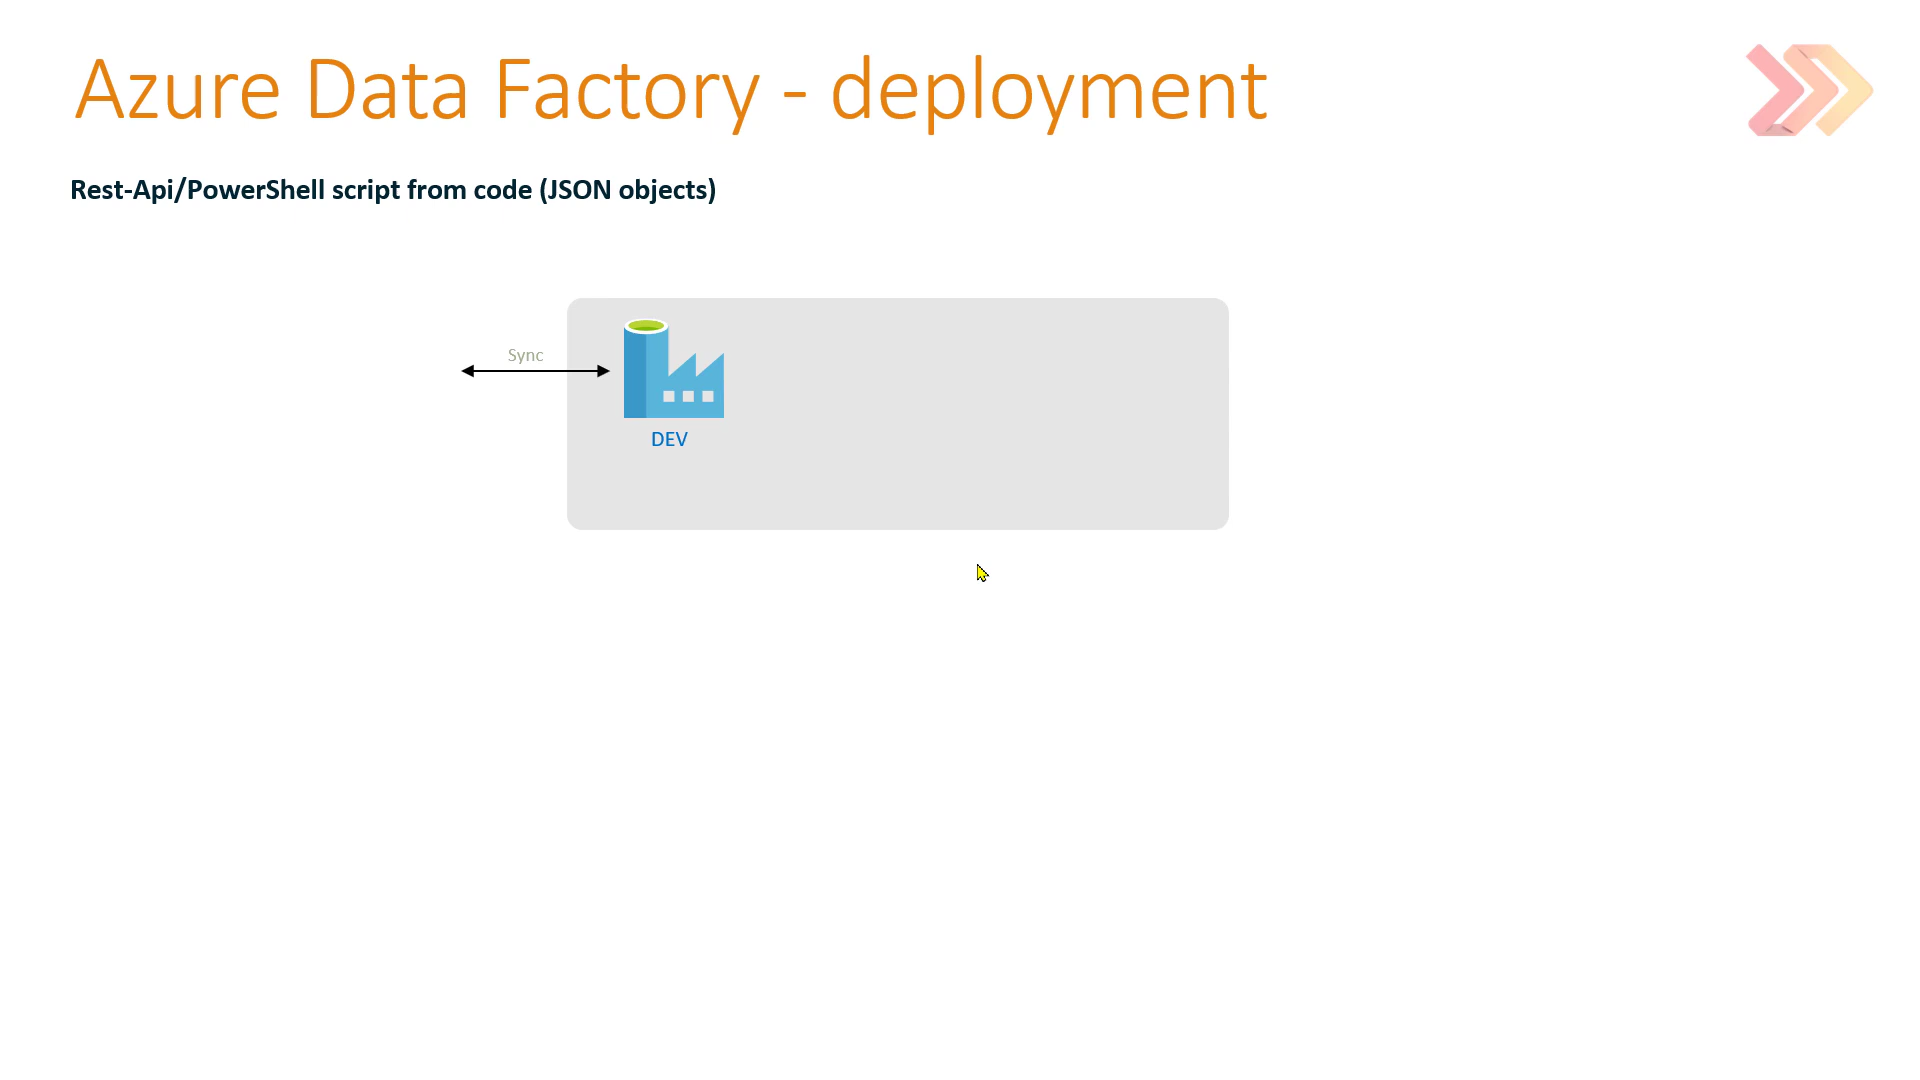 Azure Data Factory - deployment
Rest-Api/PowerShell script from code (JSON objects)
Sync
DEV